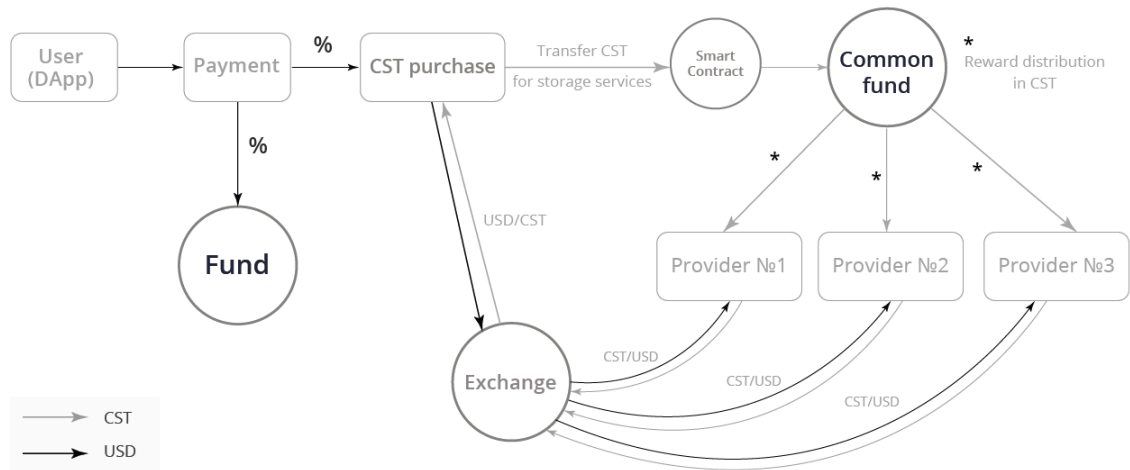 User
(DApp)
Payment
%
CST purchase
Transfer CST
for storage services
Smart
Contract
Common
fund
*
Reward distribution
in CST
%
Fund
USD/CST
*
*
*
Provider №1
Provider №2
Provider №3
Exchange
CST/USD
CST/USD
CST/USD
CST
USD